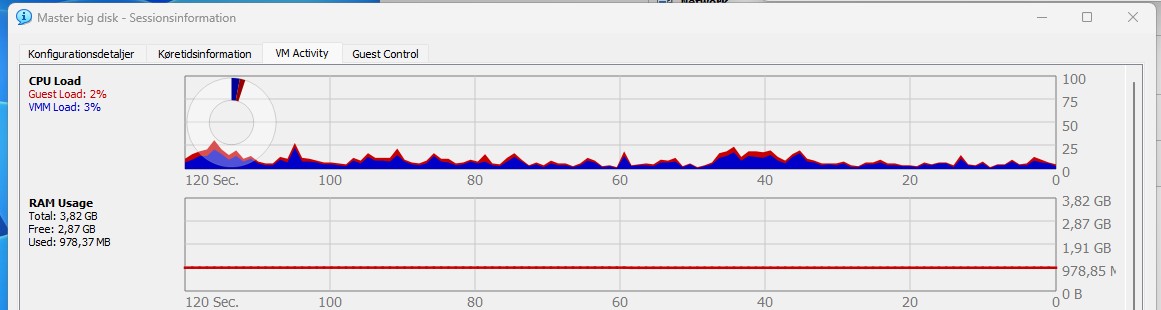 Network
Master big disk - Sessionsinformation
Konfigurationsdetaljer Køretidsinformation VM Activity Guest Control
CPU Load
Guest Load: 2%
VMM Load: 3%
100
75
50
25
0
120 Sec. 100 80 60 40 20 0
RAM Usage
Total: 3,82 GB
Free: 2,87 GB
Used: 978,37 MB
3,82 GB
2,87 GB
1,91 GB
978,85 M
0 B
120 Sec. 100 80 60 40 20 0